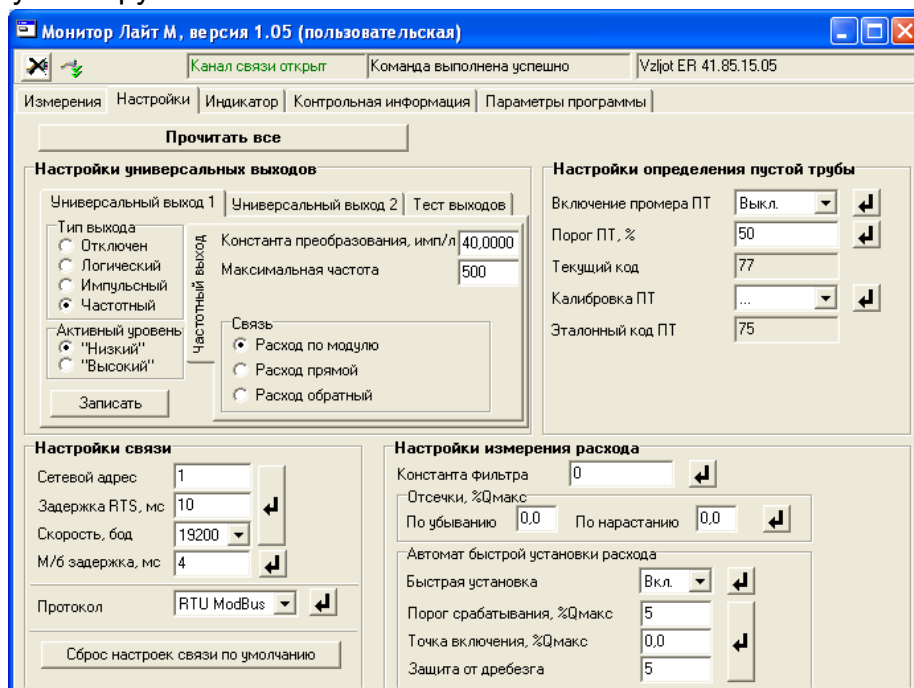 Монитор Лайт М, версия 1.05 (пользовательская)
Канал связи открыт
Команда выполнена успешно
Vzljot ER 41.85.15.05
Измерения Настройки Индикатор Контрольная информация Параметры программы
Прочитать все
Настройки универсальных выходов
Универсальный выход 1 Универсальный выход 2 Тест выходов
Тип выхода
Отключен
Логический
Импульсный
Частотный
Активный уровень
"Низкий"
"Высокий"
Записать
Частотный выход
Константа преобразования, имп/л 40,0000
Максимальная частота 500
Связь
Расход по модулю
Расход прямой
Расход обратный
Настройки определения пустой трубы
Включение промера ПТ Выкл.
Порог ПТ, % 50
Текущий код 77
Калибровка ПТ ...
Эталонный код ПТ 75
Настройки связи
Сетевой адрес 1
Задержка RTS, мс 10
Скорость, бод 19200
М/б задержка, мс 4
Протокол RTU ModBus
Сброс настроек связи по умолчанию
Настройки измерения расхода
Константа фильтра 0
Отсечки, %Qмакс
По убыванию 0,0 По нарастанию 0,0
Автомат быстрой установки расхода
Быстрая установка Вкл.
Порог срабатывания, %Qмакс 5
Точка включения, %Qмакс 0,0
Защита от дребезга 5